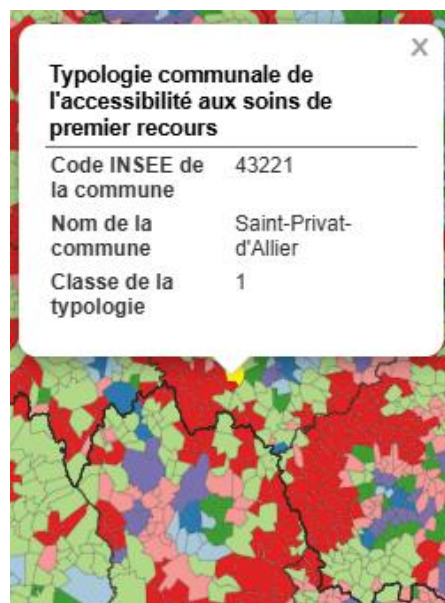 ×
Typologie communale de
l'accessibilité aux soins de
premier recours
Code INSEE de 43221
la commune
Nom de la Saint-Privat-
commune d'Allier
Classe de la 1
typologie